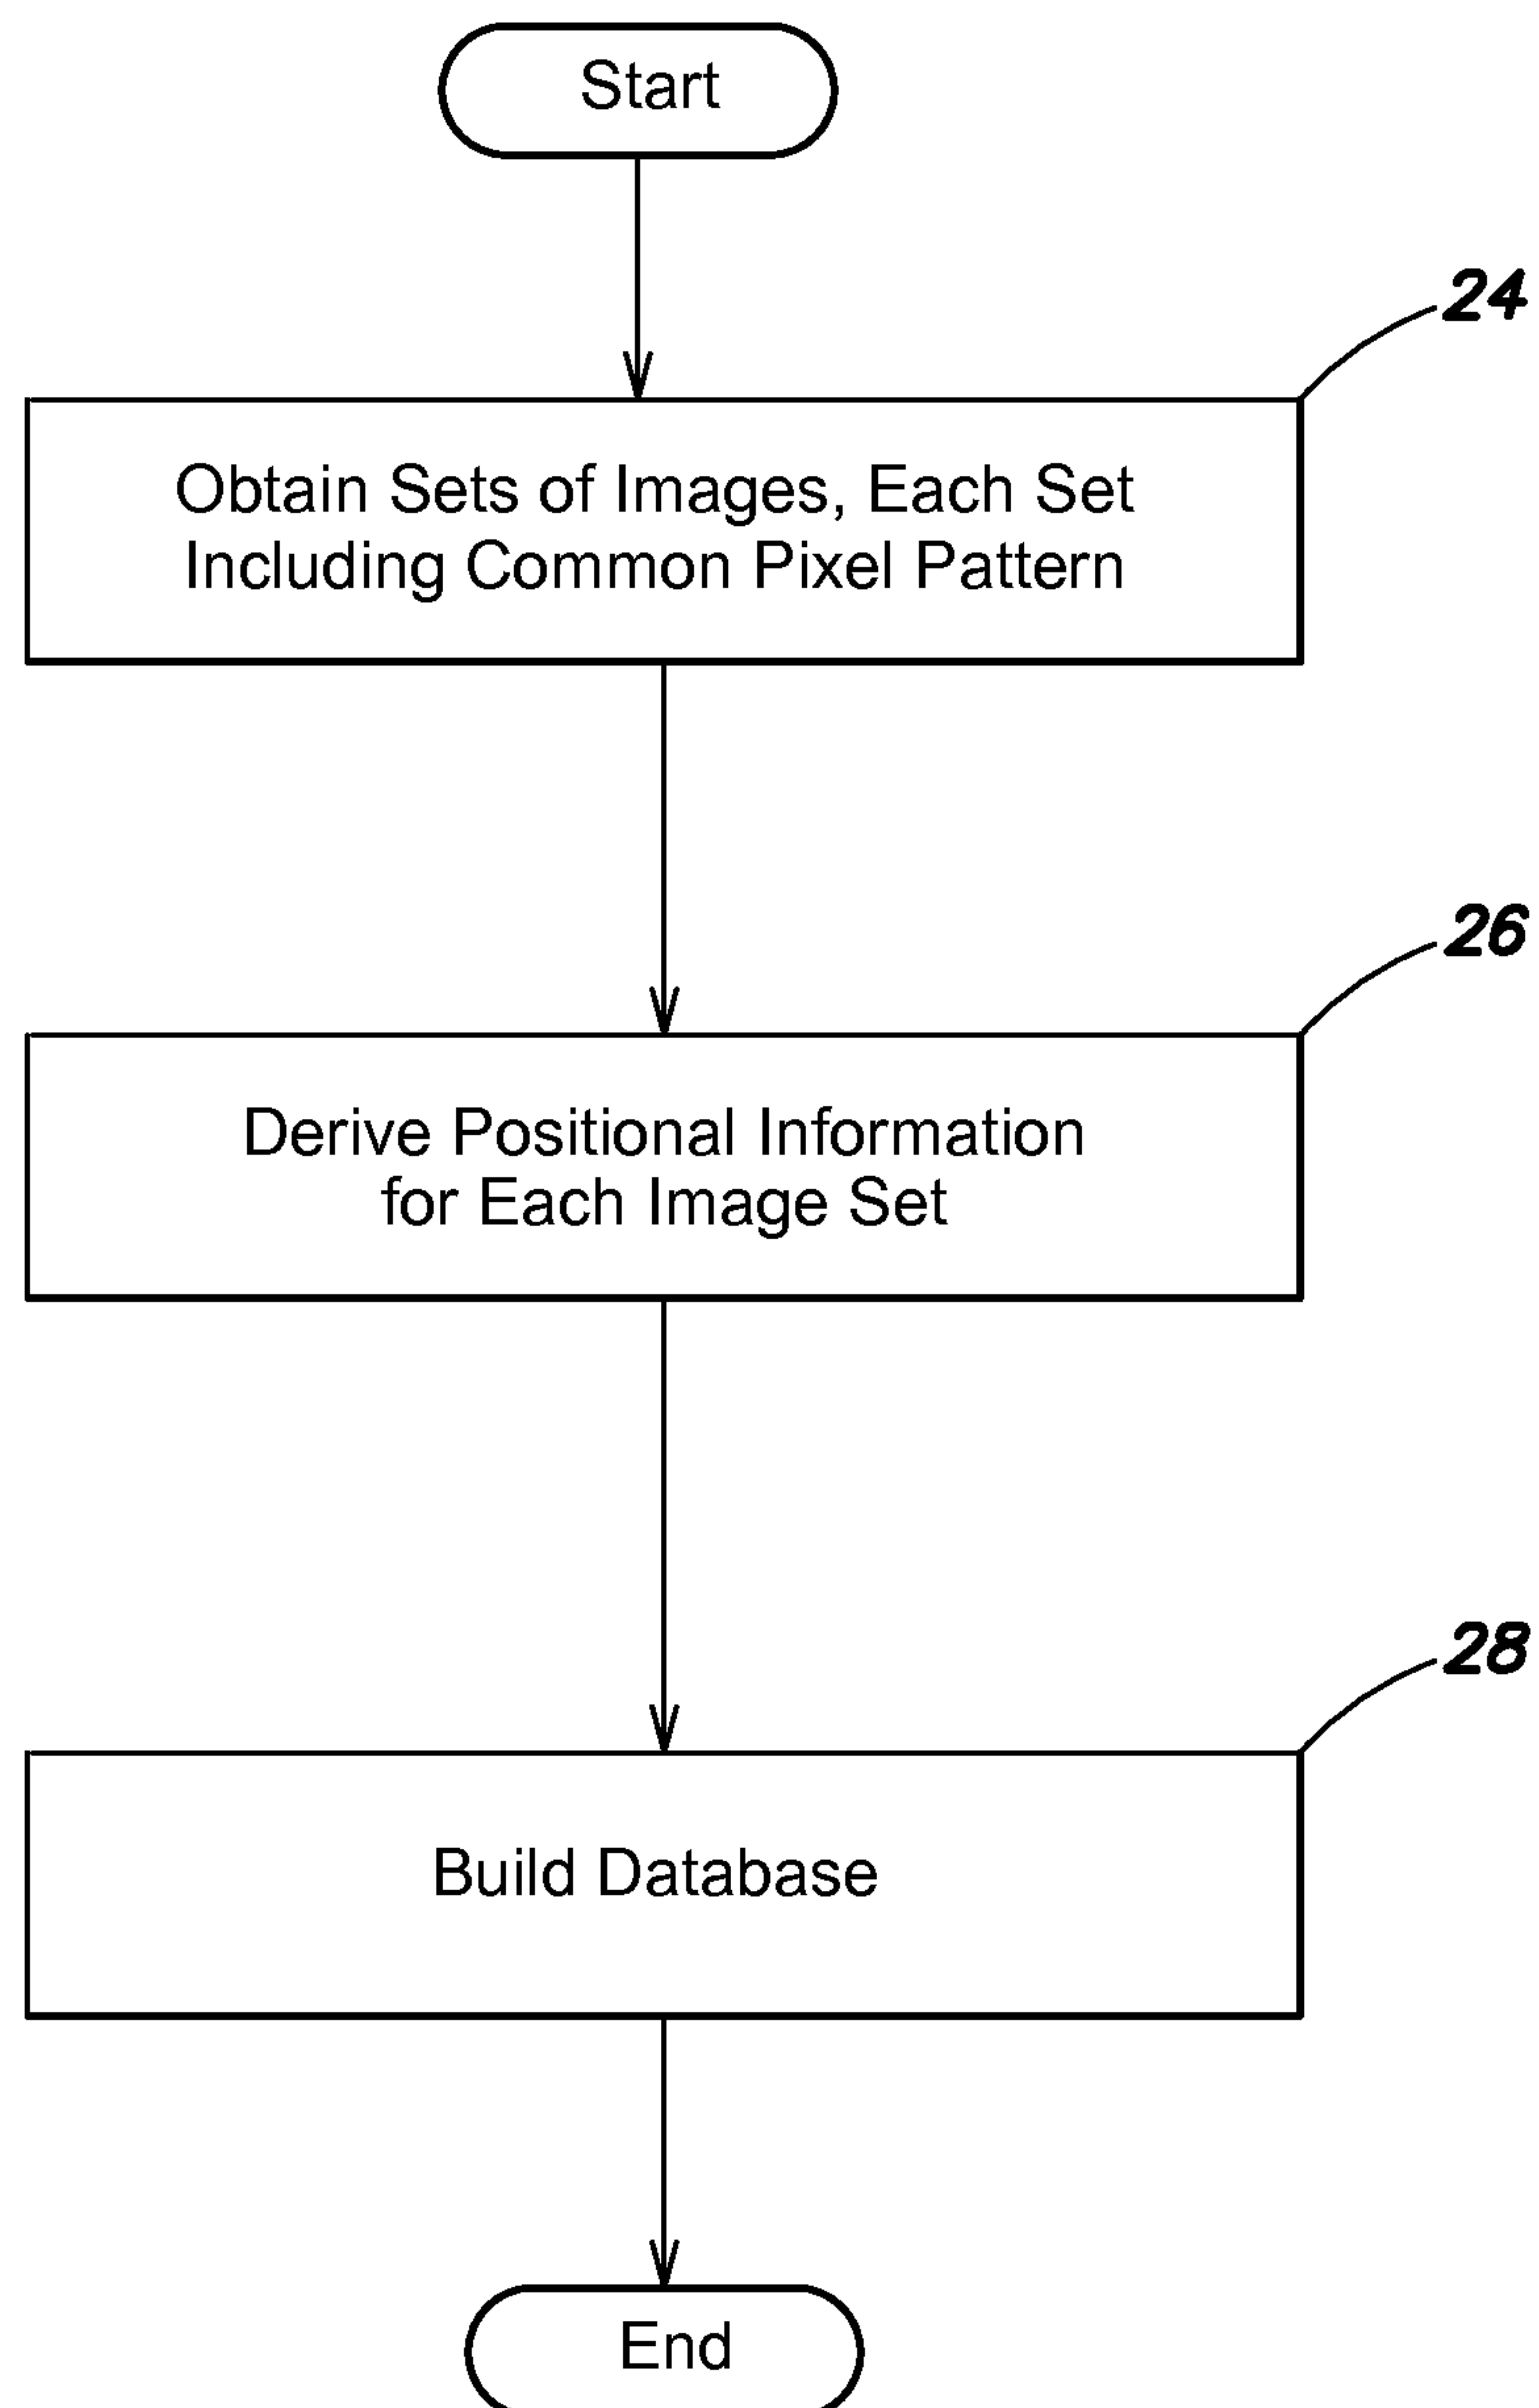 Start
24
Obtain Sets of Images, Each Set
Including Common Pixel Pattern
26
Derive Positional Information
for Each Image Set
28
Build Database
End